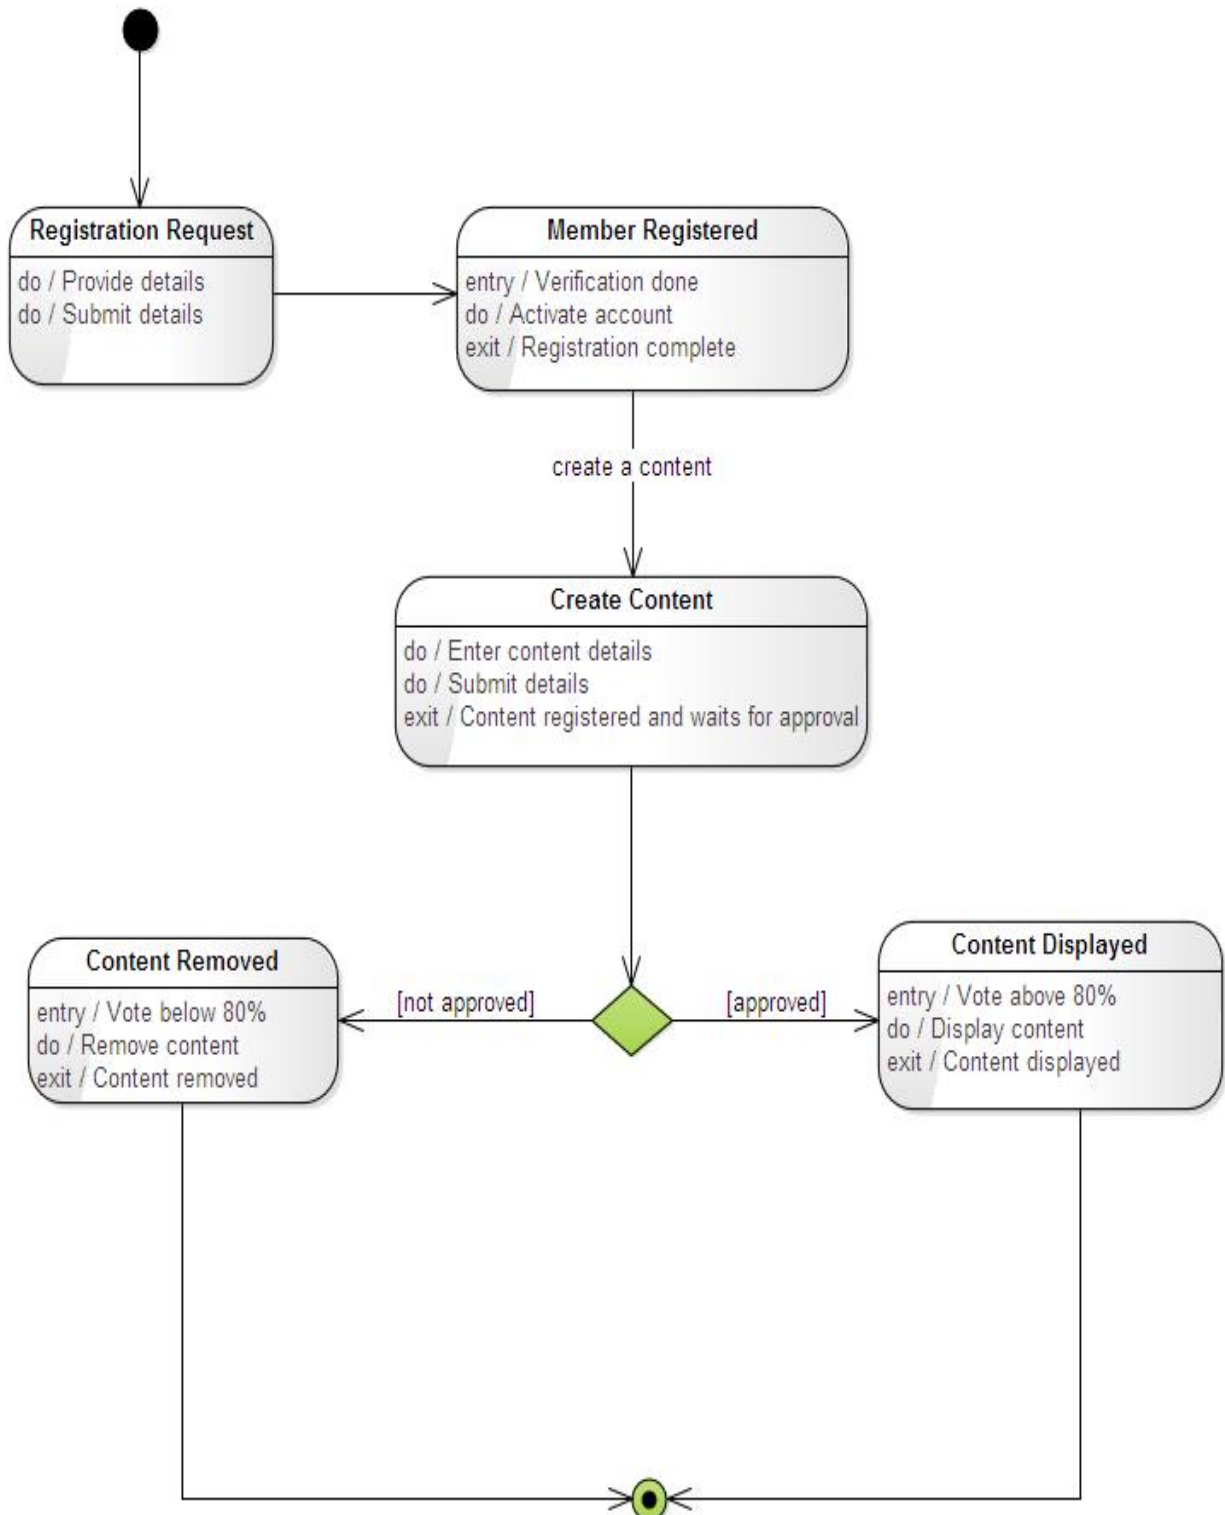 Registration Request
do / Provide details
do / Submit details
Member Registered
entry / Verification done
do / Activate account
exit / Registration complete
create a content
Create Content
do / Enter content details
do / Submit details
exit / Content registered and waits for approval
Content Removed
entry / Vote below 80%
do / Remove content
exit / Content removed
[not approved]
[approved]
Content Displayed
entry / Vote above 80%
do / Display content
exit / Content displayed